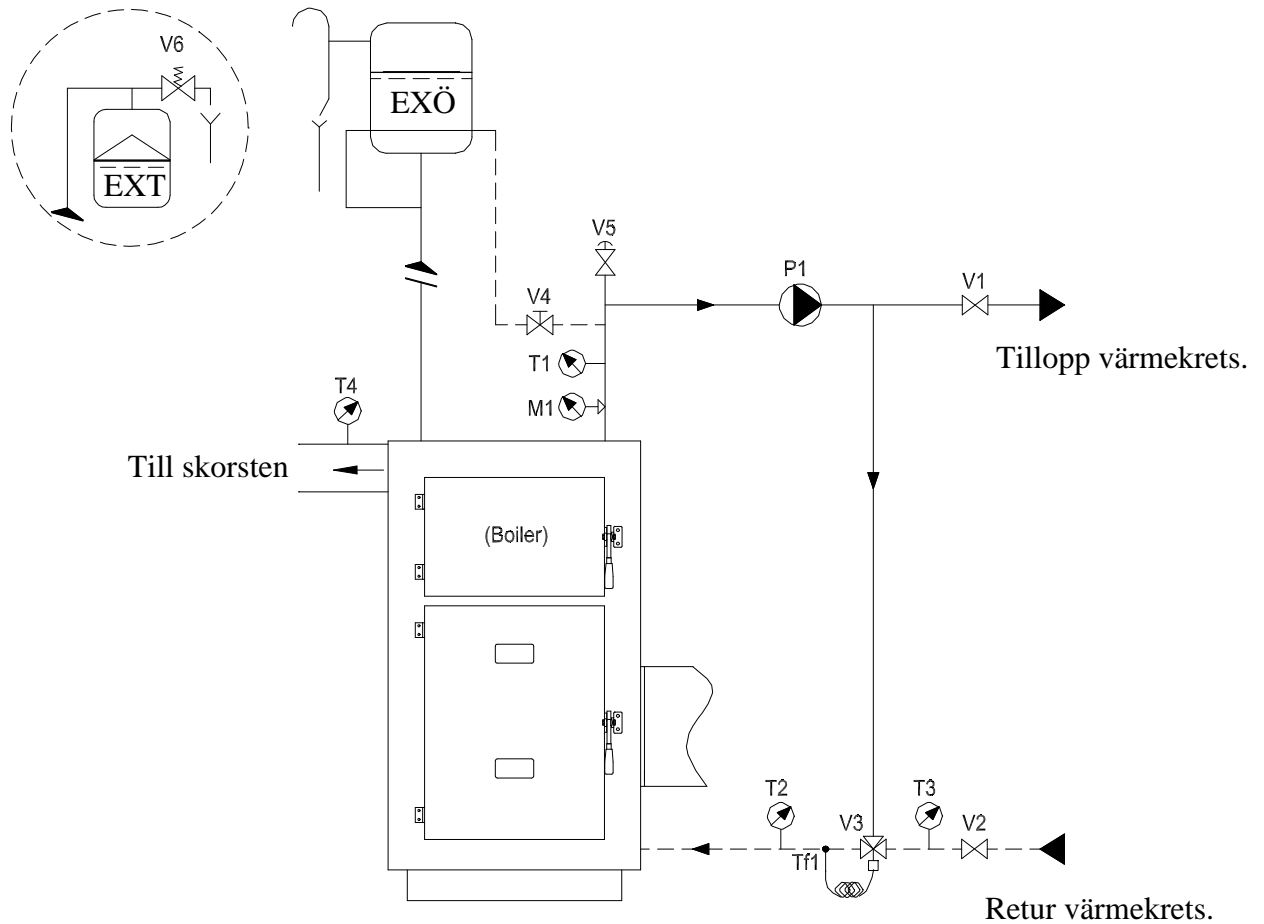 V6
EXÖ
EXT
V5
P1
V1
V4
Tillopp värmekrets.
T1
T4
M1
Till skorsten
(Boiler)
T2
T3
V3
V2
Tf1
Retur värmekrets.